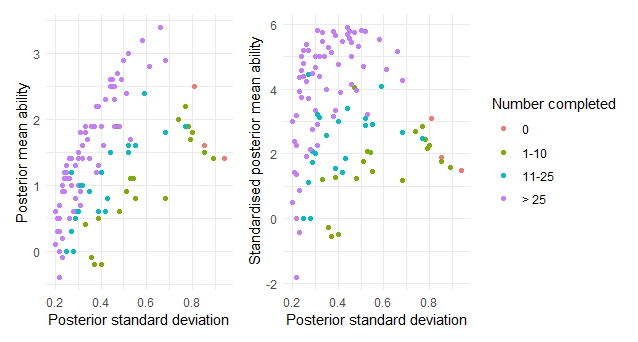 Posterior mean ability
3
2
1
0
0.2 0.4 0.6 0.8
Posterior standard deviation
Standardised posterior mean ability
6
4
2
0
-2
0.2 0.4 0.6 0.8
Posterior standard deviation
Number completed
0
1-10
11-25
> 25